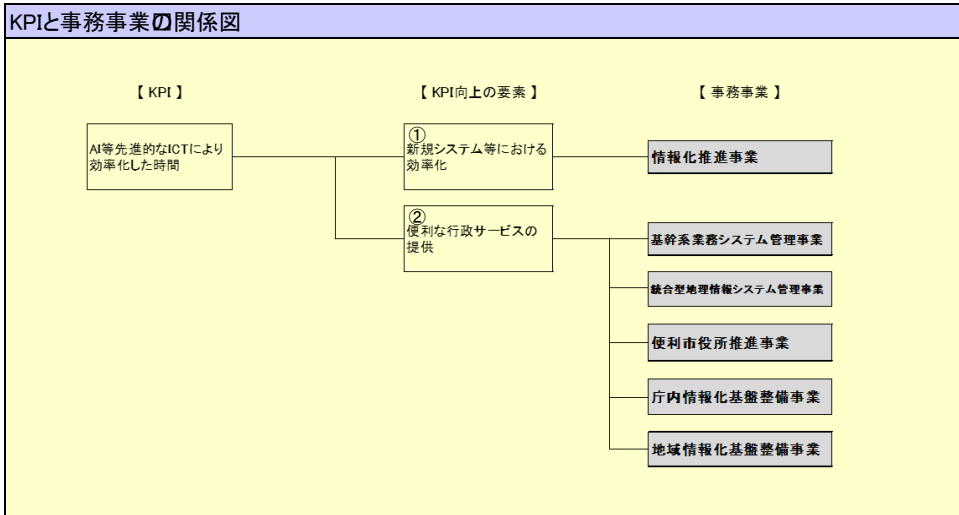 KPIと事務事業の関係図
【 KPI 】
【 KPI向上の要素 】
【 事務事業 】
AI等先進的なICTにより
効率化した時間
①
新規システム等における
効率化
情報化推進事業
②
便利な行政サービスの
提供
基幹系業務システム管理事業
統合型地理情報システム管理事業
便利市役所推進事業
庁内情報化基盤整備事業
地域情報化基盤整備事業